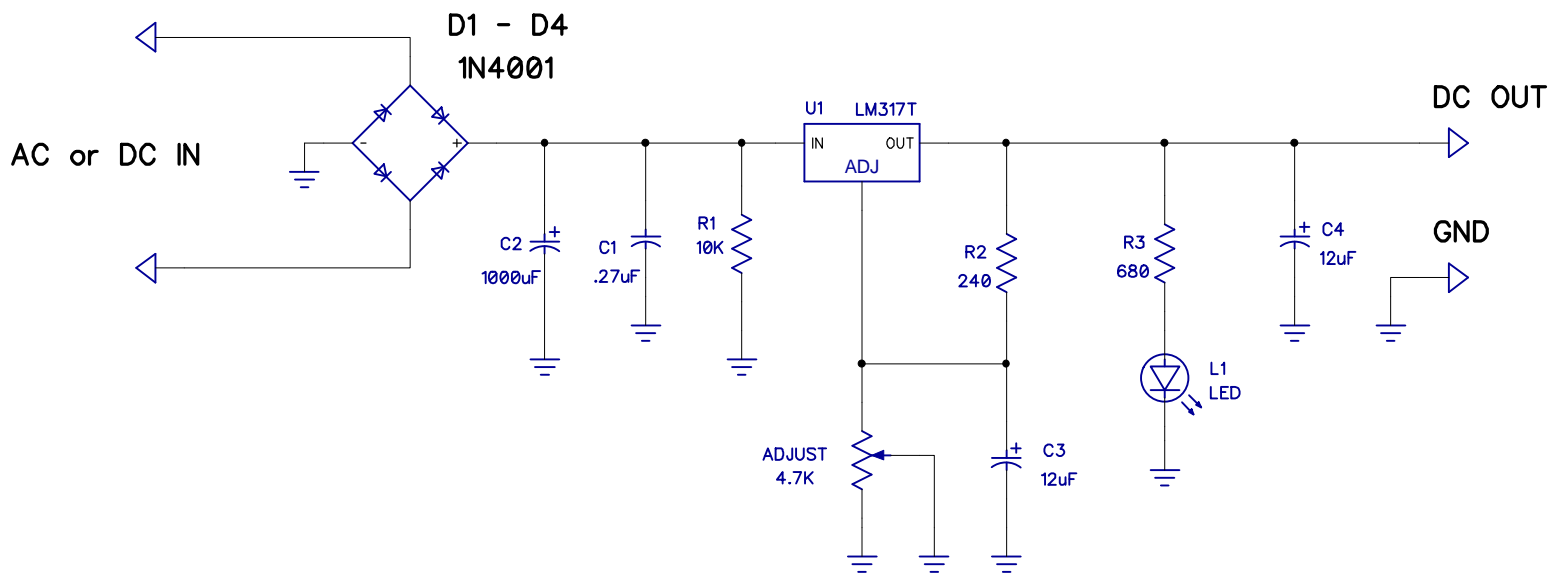 D1 - D4
1N4001
AC or DC IN
-
+
U1
LM317T
IN
OUT
ADJ
DC OUT
GND
+
C2
1000uF
C1
.27uF
R1
10K
R2
240
R3
680
+
C4
12uF
L1
LED
ADJUST
4.7K
+
C3
12uF